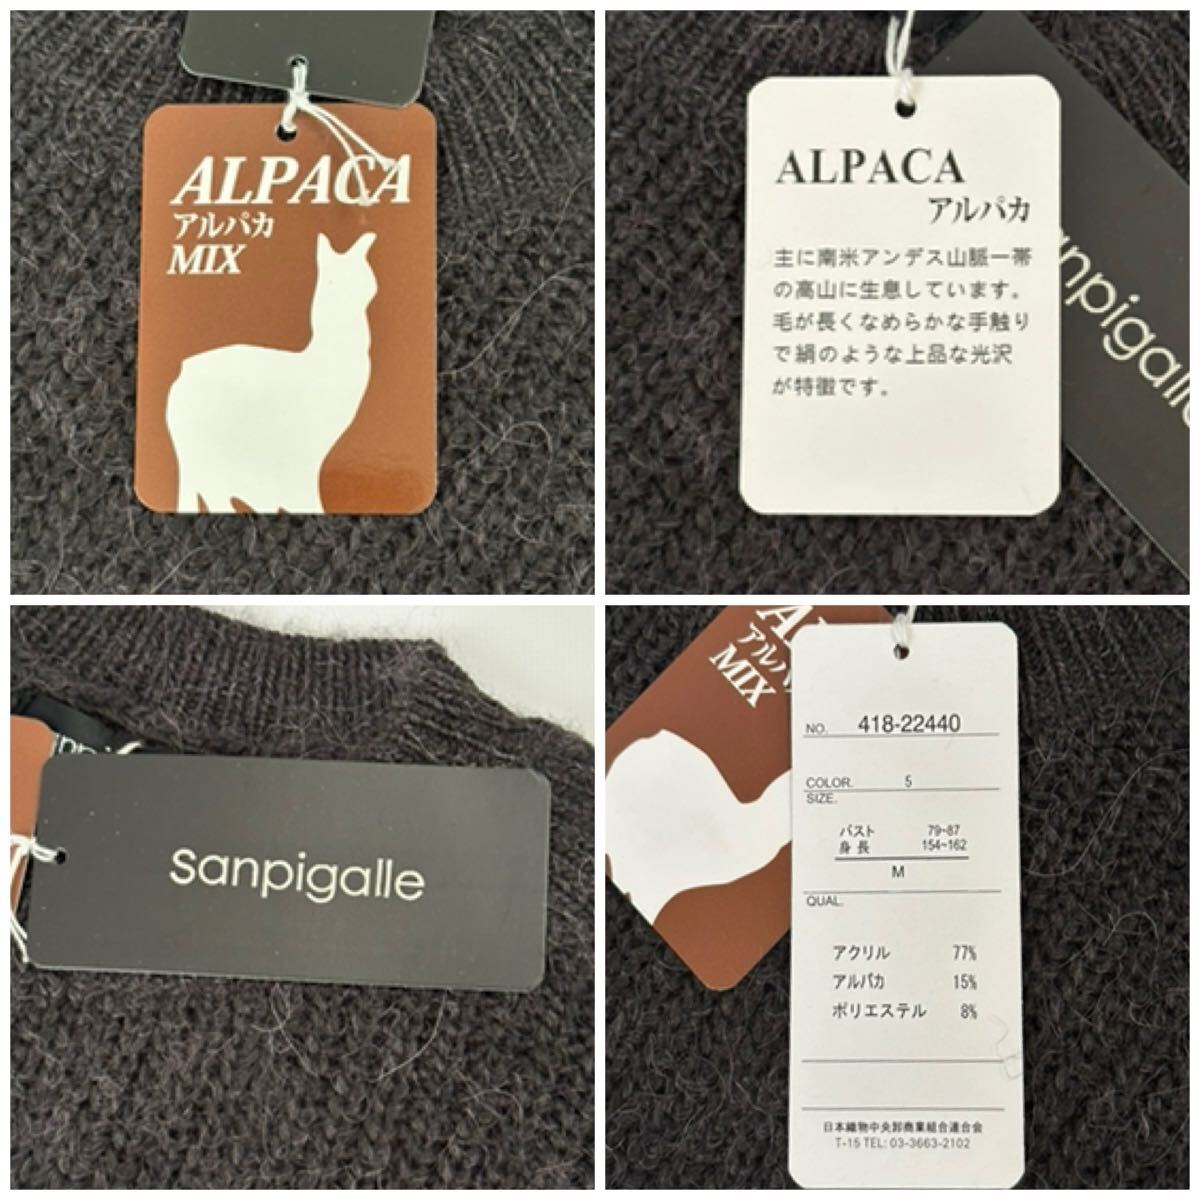 ALPACA
アルパカ
MIX
ALPACA
アルパカ
主に南米アンデス山脈一帯
の高山に生息しています。
毛が長くなめらかな手触り
で絹のような上品な光沢
が特徴です。
anpigalle
sanpigalle
AL
アルパ
MIX
NO. 418-22440
COLOR. 5
SIZE.
バスト 79~87
身長 154~162
M
QUAL.
アクリル 77%
アルパカ 15%
ポリエステル 8%
日本織物中央卸商業組合連合会
T-15 TEL: 03-3663-2102